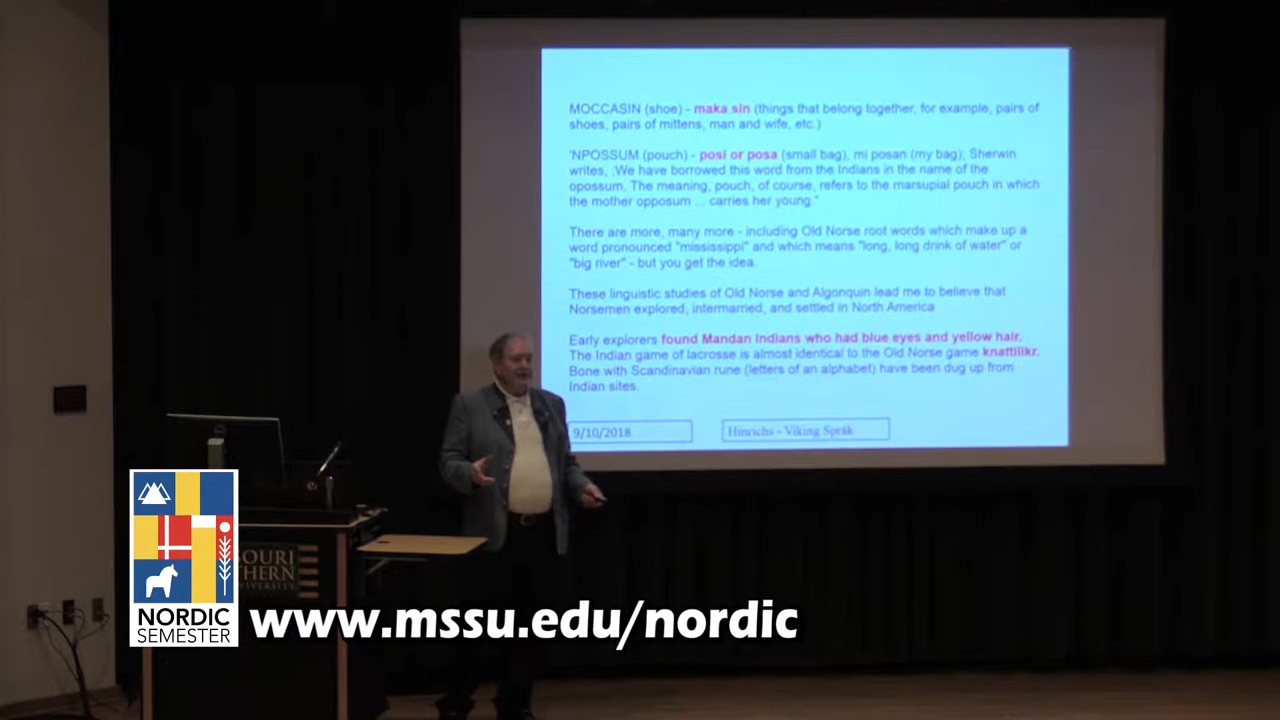 MOCCASIN (shoe) - maka sin (things that belong together, for example, pairs of
shoes, pairs of mittens, man and wife, etc.)
'NPOSSUM (pouch) - posi or posa (small bag), mi posan (my bag); Sherwin
writes, :We have borrowed this word from the Indians in the name of the
opossum. The meaning, pouch, of course, refers to the marsupial pouch in which
the mother opposum ... carries her young."
There are more, many more - including Old Norse root words which make up a
word pronounced "mississippi" and which means "long, long drink of water" or
"big river" - but you get the idea.
These linguistic studies of Old Norse and Algonquin lead me to believe that
Norsemen explored, intermarried, and settled in North America
Early explorers found Mandan Indians who had blue eyes and yellow hair.
The Indian game of lacrosse is almost identical to the Old Norse game knattilikr.
Bone with Scandinavian rune (letters of an alphabet) have been dug up from
Indian sites.
9/10/2018
Hinrichs - Viking Språk
NORDIC
SEMESTER
www.mssu.edu/nordic